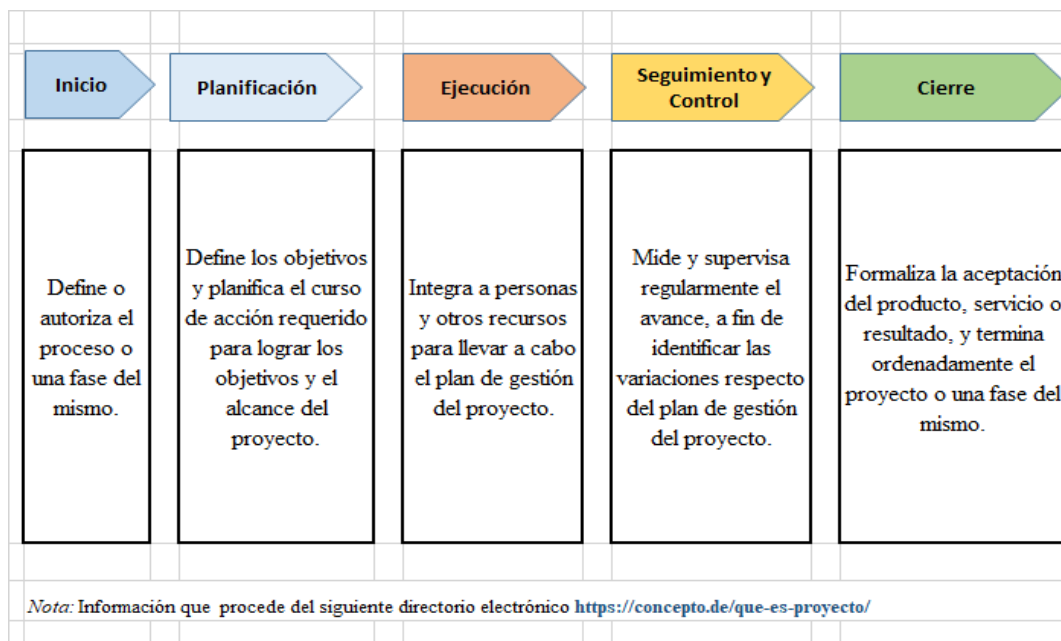 Inicio
Planificación
Ejecución
Seguimiento y
Control
Cierre
Define o
autoriza el
proceso o
una fase del
mismo.
Define los objetivos
y planifica el curso
de acción requerido
para lograr los
objetivos y el
alcance del
proyecto.
Integra a personas
y otros recursos
para llevar a cabo
el plan de gestión
del proyecto.
Mide y supervisa
regularmente el
avance, a fin de
identificar las
variaciones respecto
del plan de gestión
del proyecto.
Formaliza la aceptación
del producto, servicio o
resultado, y termina
ordenadamente el
proyecto o una fase del
mismo.
Nota: Información que procede del siguiente directorio electrónico https://concepto.de/que-es-proyecto/